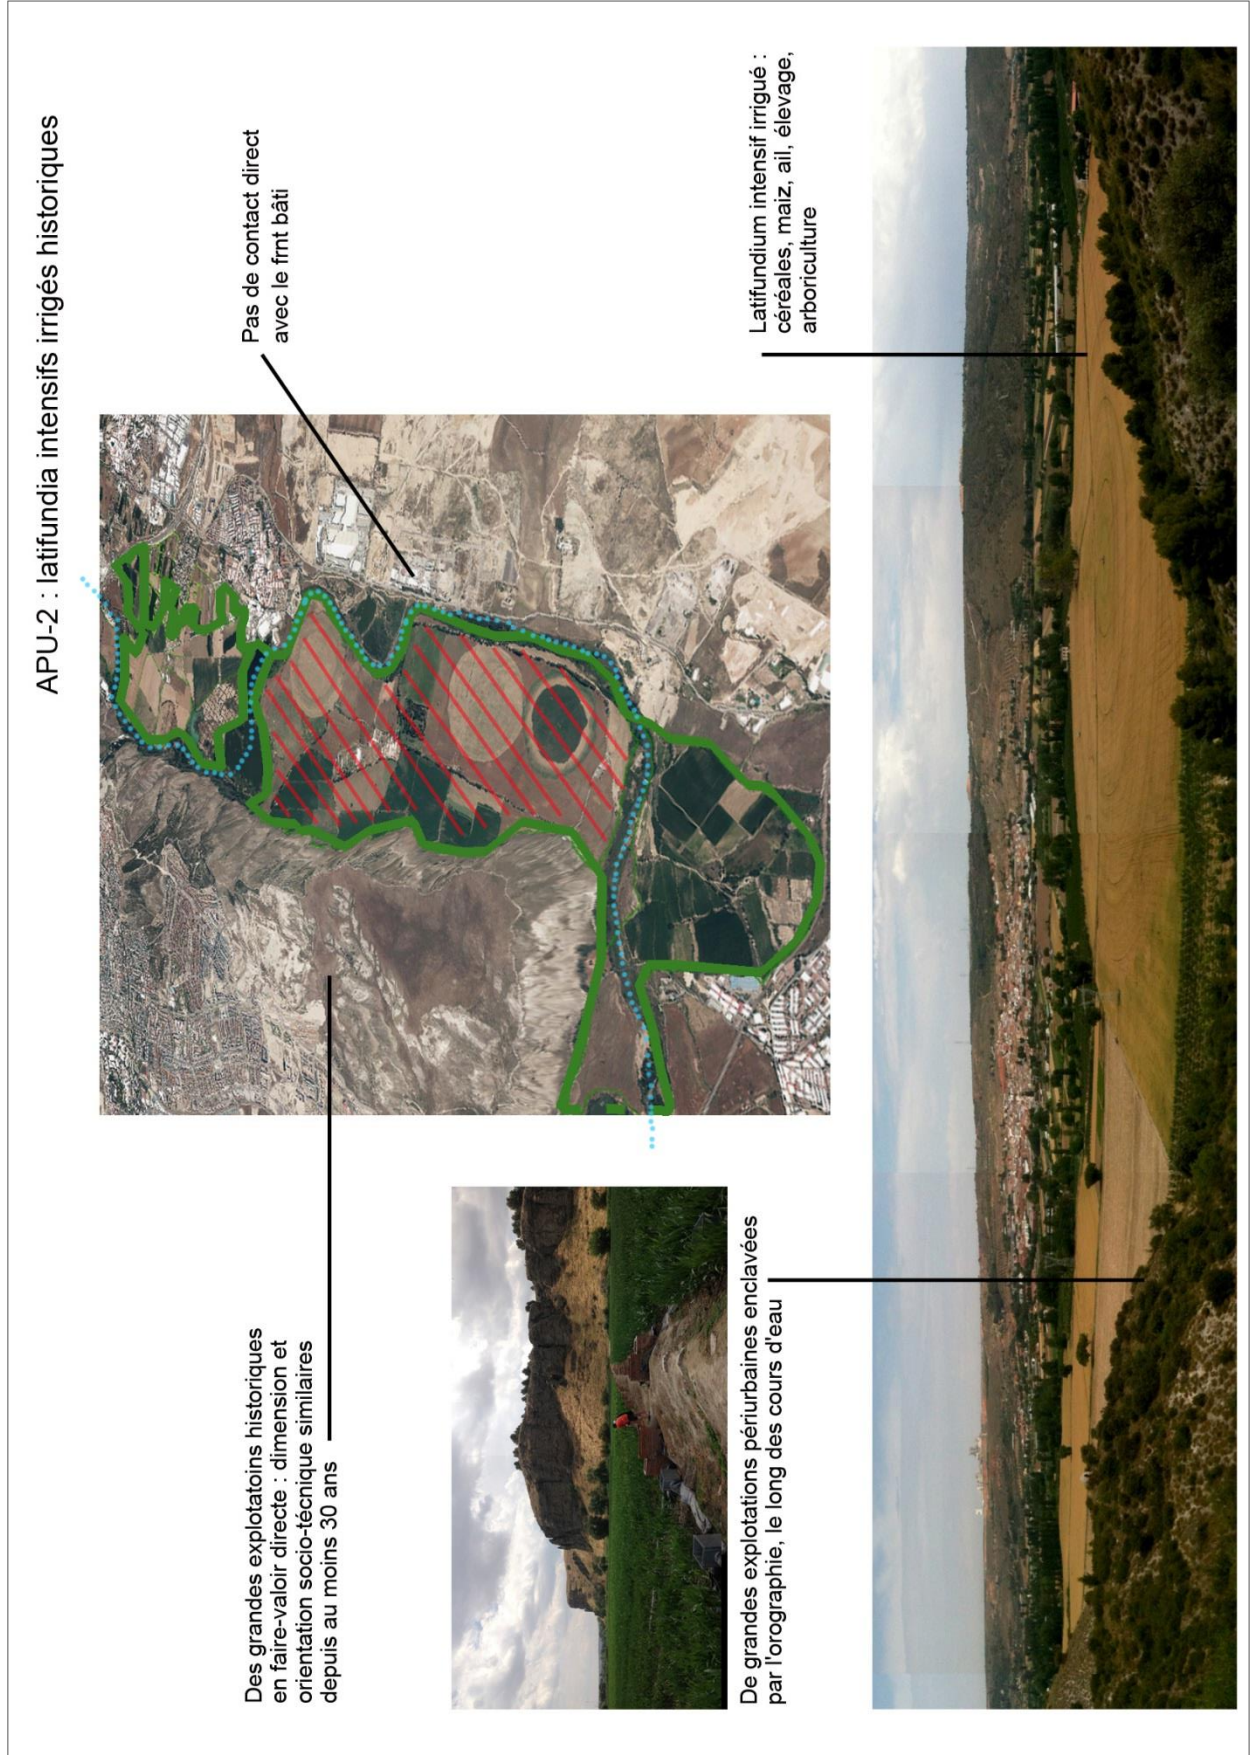 APU-2 : latifundia intensifs irrigés historiques
Pas de contact direct
avec le frnt bâti
Des grandes explotatoins historiques
en faire-valoir directe : dimension et
orientation socio-técnique similaires
depuis au moins 30 ans
De grandes explotations périurbaines enclavées
par l'orographie, le long des cours d'eau
Latifundium intensif irrigué :
céréales, maiz, ail, élevage,
arboriculture